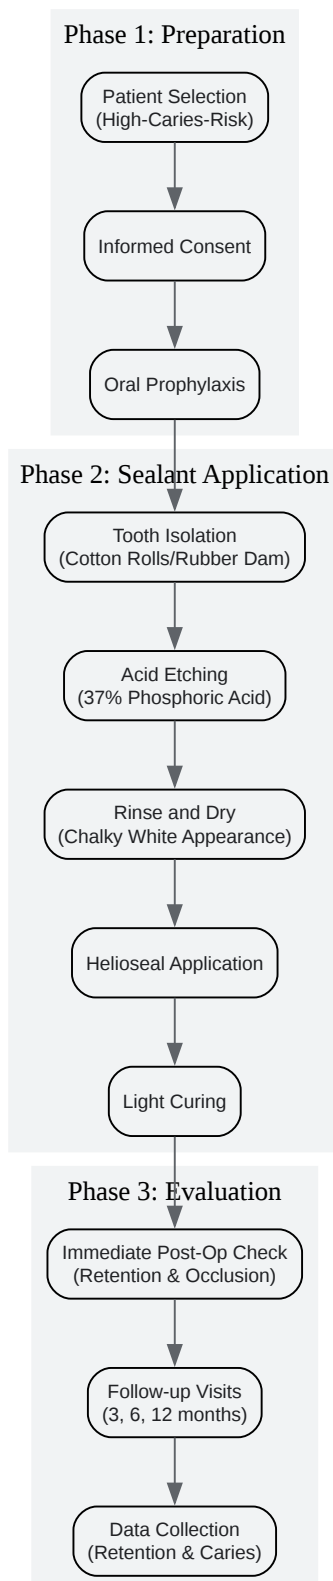 Phase 1: Preparation
Patient Selection
(High-Caries-Risk)
Informed Consent
Oral Prophylaxis
Phase 2: Sealant Application
Tooth Isolation
(Cotton Rolls/Rubber Dam)
Acid Etching
(37% Phosphoric Acid)
Rinse and Dry
(Chalky White Appearance)
Helioseal Application
Light Curing
Phase 3: Evaluation
Immediate Post-Op Check
(Retention & Occlusion)
Follow-up Visits
(3, 6, 12 months)
Data Collection
(Retention & Caries)